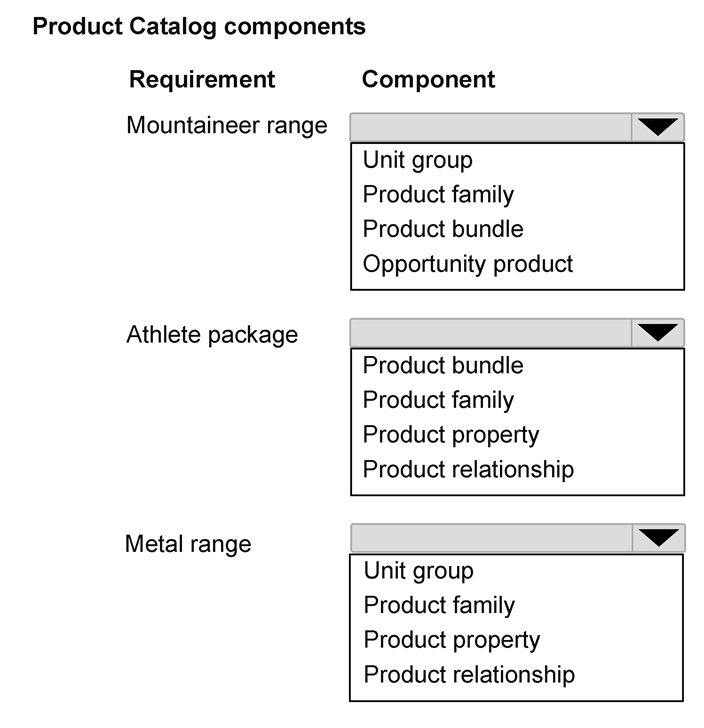 Product Catalog components
Requirement Component
Mountaineer range
Unit group
Product family
Product bundle
Opportunity product
Athlete package
Product bundle
Product family
Product property
Product relationship
Metal range
Unit group
Product family
Product property
Product relationship